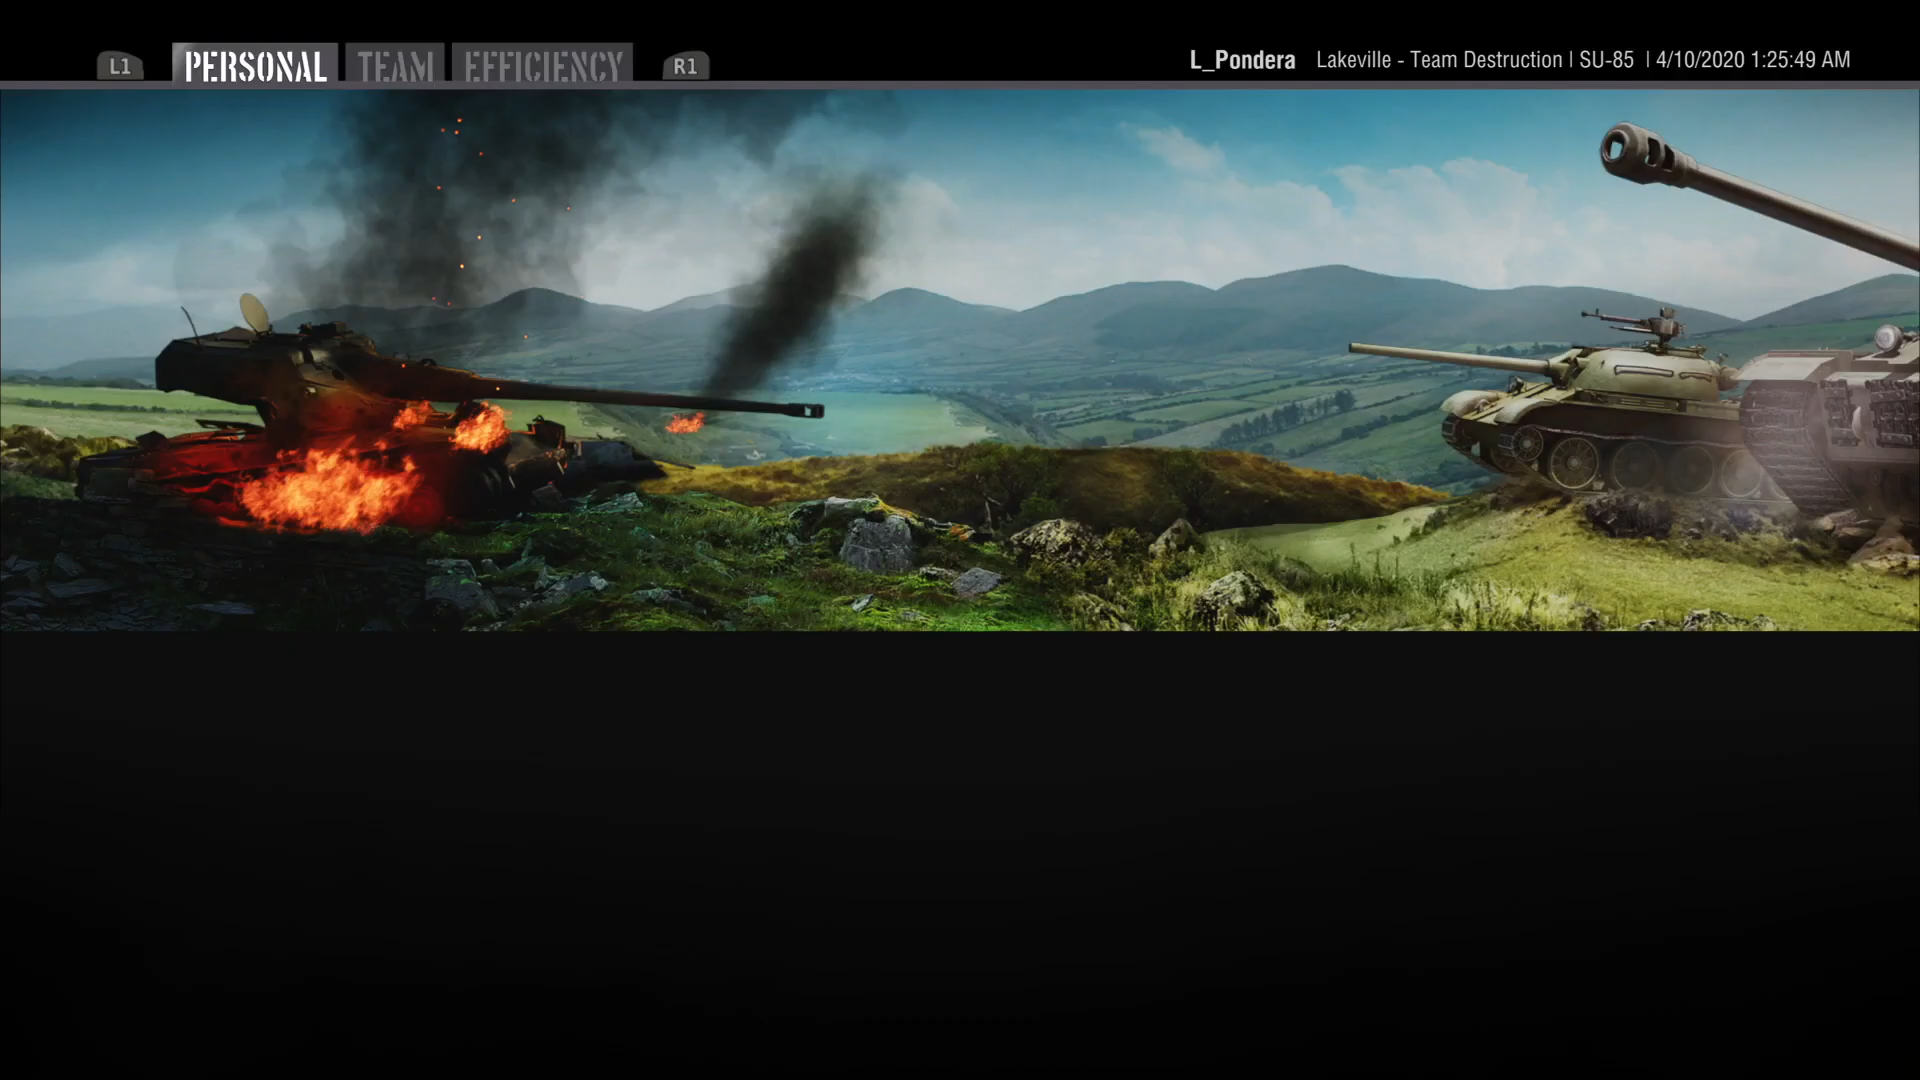 L1 PERSONAL TEAM EFFICIENCY R1 L_Pondera Lakeville - Team Destruction | SU-85 | 4/10/2020 1:25:49 AM